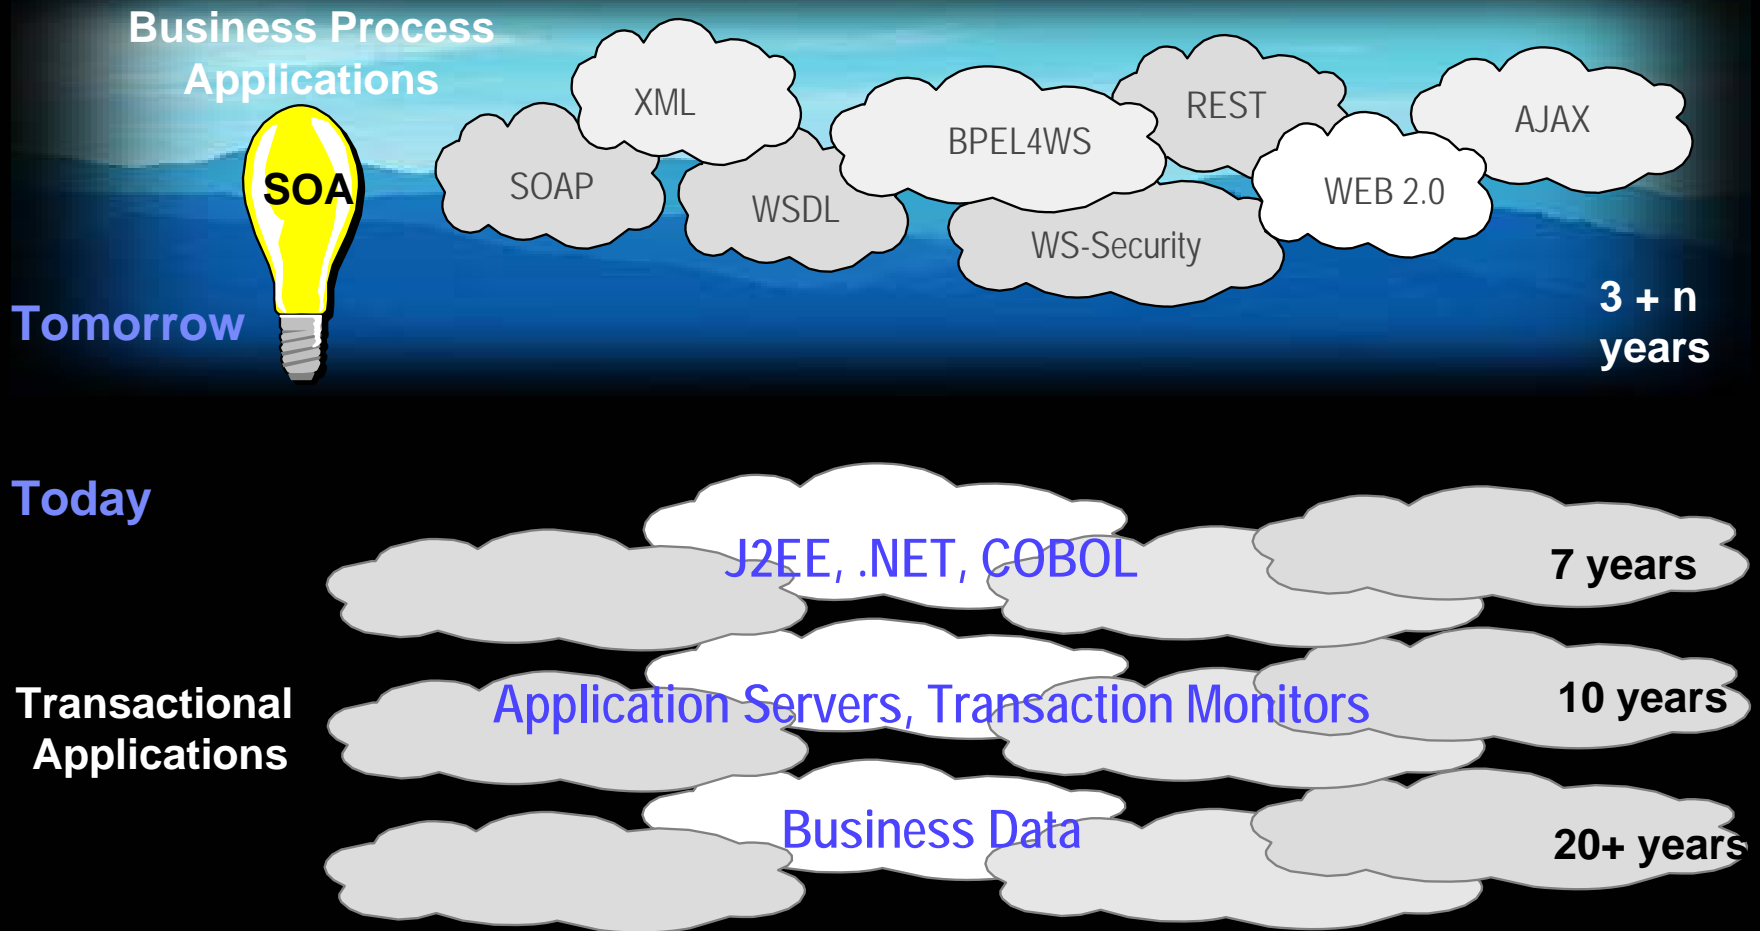 Business Process
Applications
XML
REST
AJAX
BPEL4WS
SOAP
SOA
WSDL
WEB 2.0
WS-Security
Tomorrow
3 + n
years
Today
J2EE, .NET, COBOL
7 years
Transactional
Applications
Application Servers, Transaction Monitors
10 years
Business Data
20+ years